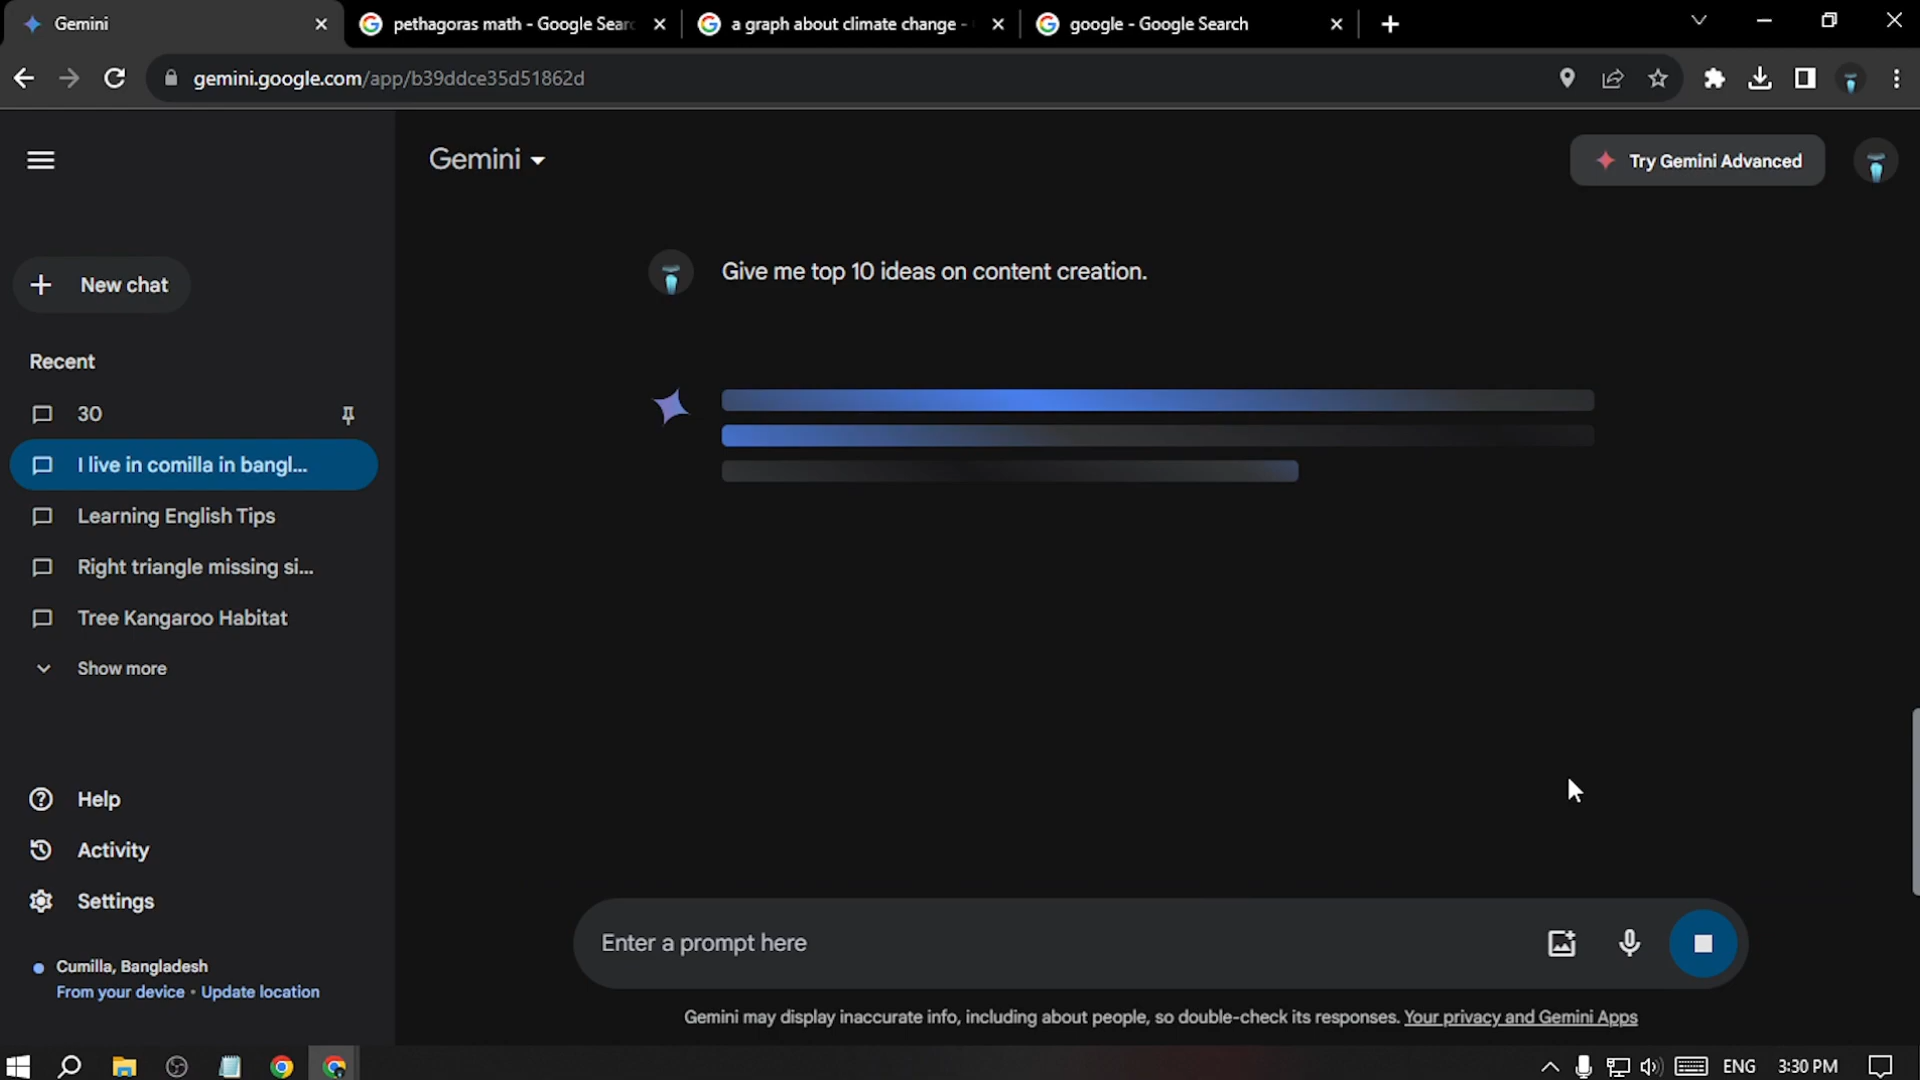 Gemini
pethagoras math - Google Sear
a graph about climate change -
google - Google Search
gemini.google.com/app/b39ddce35d51862d
Gemini
Try Gemini Advanced
New chat
Give me top 10 ideas on content creation.
Recent
30
I live in comilla in bangl...
Learning English Tips
Right triangle missing si...
Tree Kangaroo Habitat
Show more
Help
Activity
Settings
Enter a prompt here
Cumilla, Bangladesh
From your device • Update location
Gemini may display inaccurate info, including about people, so double-check its responses. Your privacy and Gemini Apps
ENG 3:30 PM